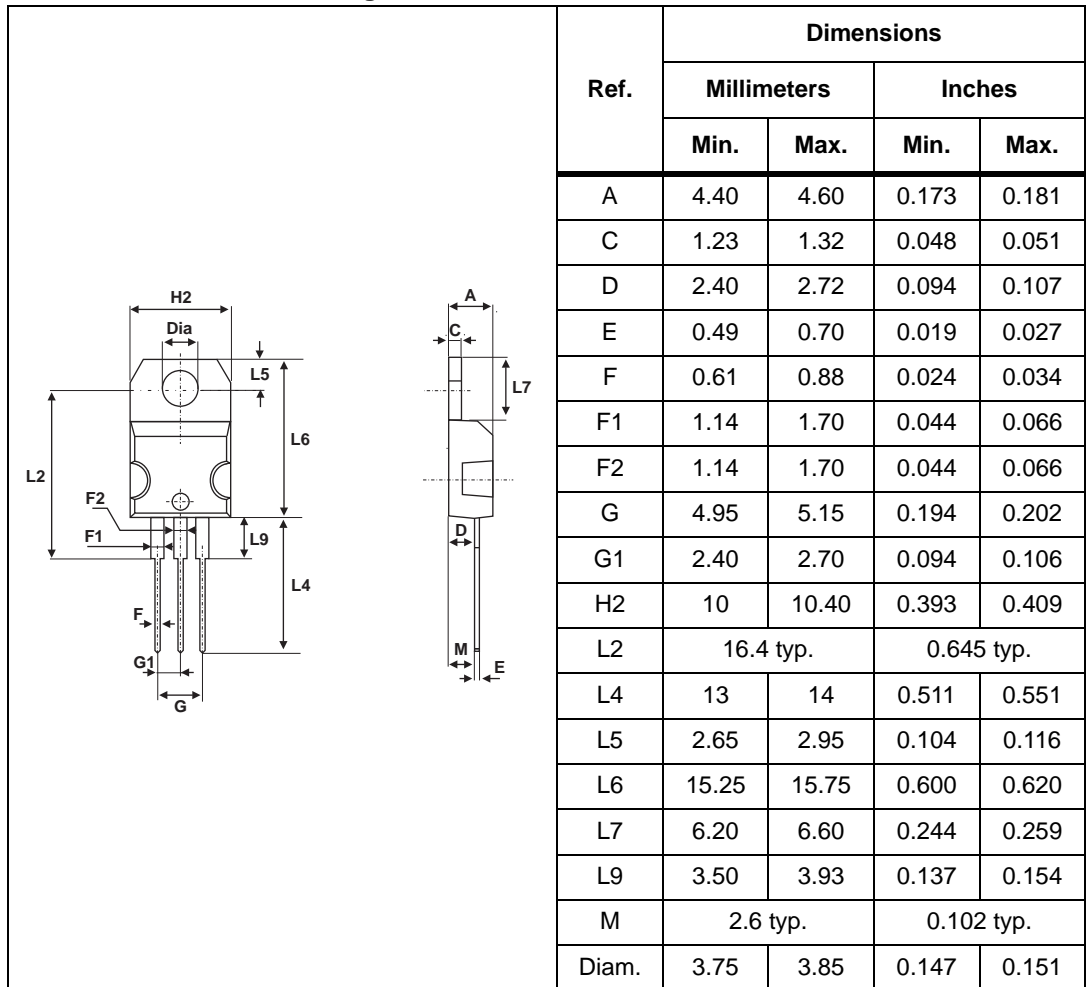 H2
Dia
L5
L6
L2
F2
F1
L9
L4
F
G1
G
A
C
L7
D
M
E
Dimensions
Ref. Millimeters Inches
Min. Max. Min. Max.
A 4.40 4.60 0.173 0.181
C 1.23 1.32 0.048 0.051
D 2.40 2.72 0.094 0.107
E 0.49 0.70 0.019 0.027
F 0.61 0.88 0.024 0.034
F1 1.14 1.70 0.044 0.066
F2 1.14 1.70 0.044 0.066
G 4.95 5.15 0.194 0.202
G1 2.40 2.70 0.094 0.106
H2 10 10.40 0.393 0.409
L2 16.4 typ. 0.645 typ.
L4 13 14 0.511 0.551
L5 2.65 2.95 0.104 0.116
L6 15.25 15.75 0.600 0.620
L7 6.20 6.60 0.244 0.259
L9 3.50 3.93 0.137 0.154
M 2.6 typ. 0.102 typ.
Diam. 3.75 3.85 0.147 0.151